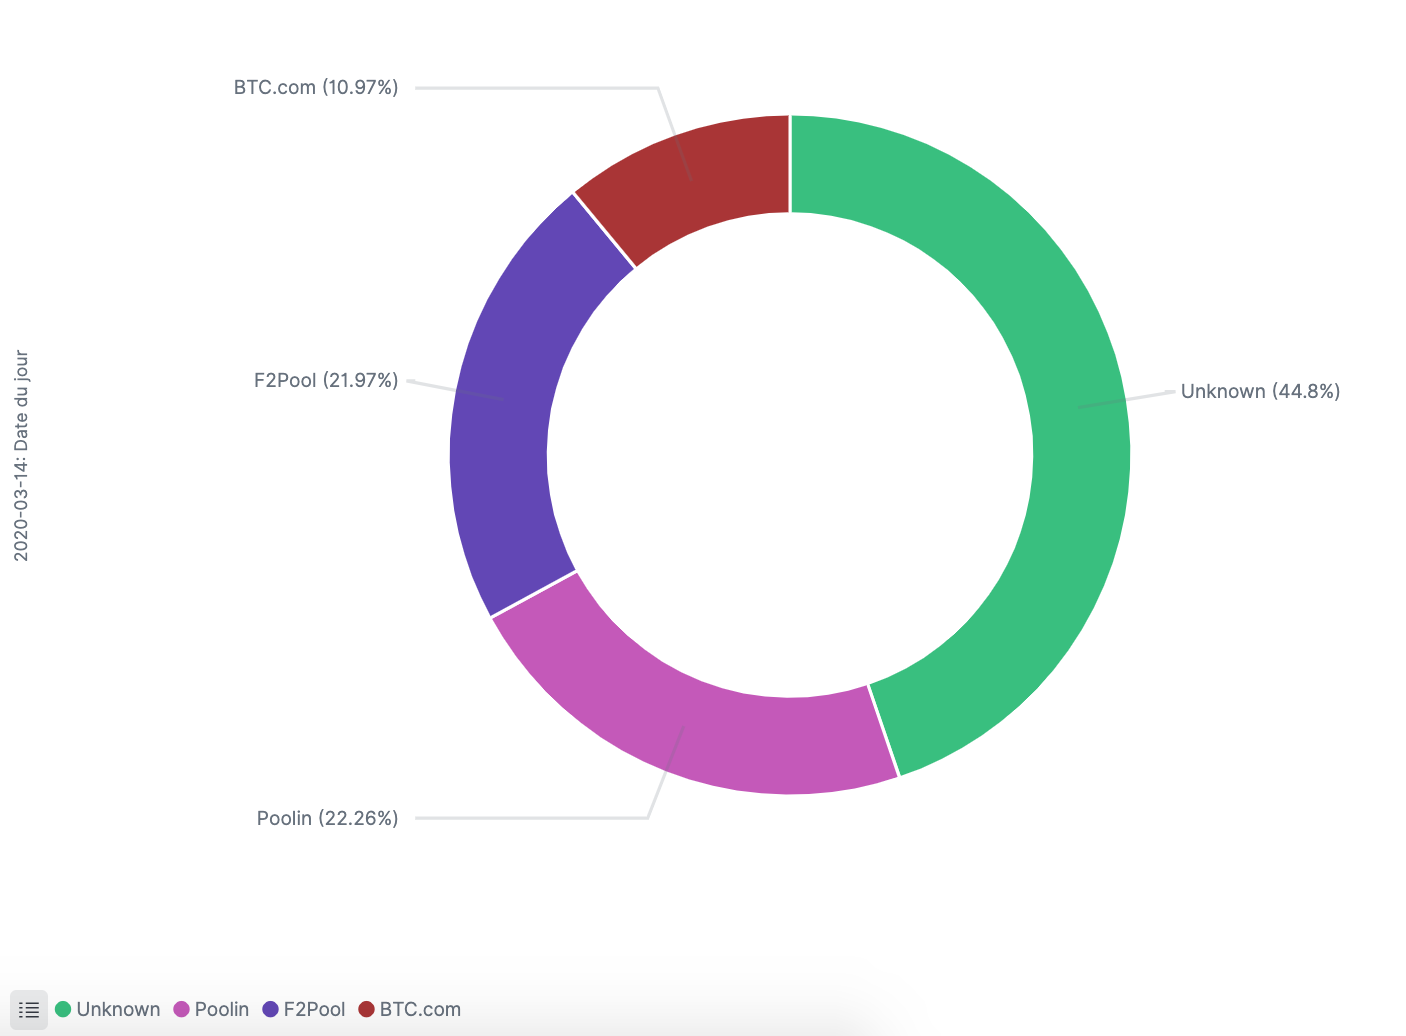 BTC.com (10.97%)
F2Pool (21.97%)
Unknown (44.8%)
2020-03-14: Date du jour
Poolin (22.26%)
Unknown Poolin F2Pool BTC.com